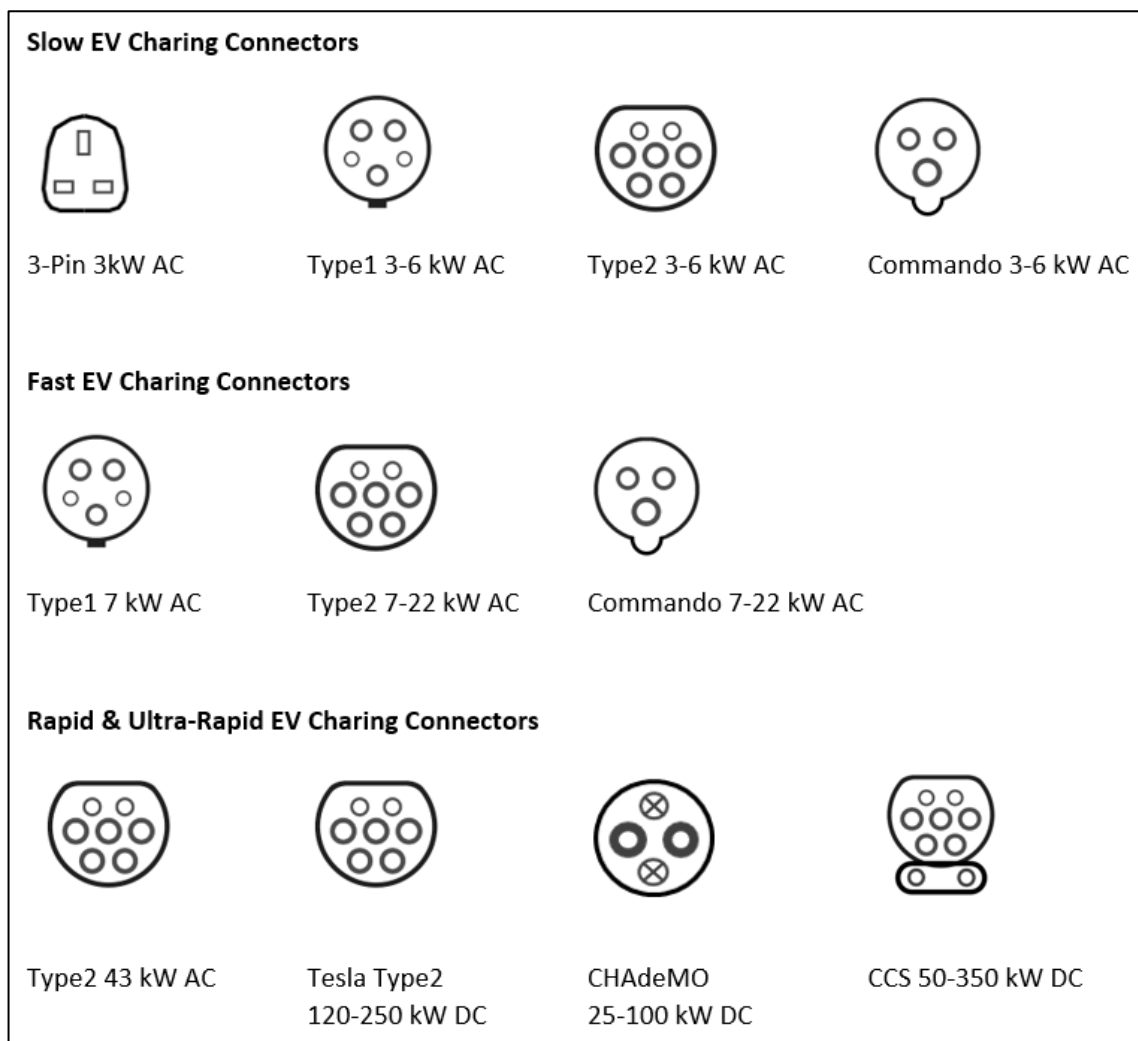 Slow EV Charing Connectors
3-Pin 3kW AC
Type1 3-6 kW AC
Type2 3-6 kW AC
Commando 3-6 kW AC
Fast EV Charing Connectors
Type1 7 kW AC
Type2 7-22 kW AC
Commando 7-22 kW AC
Rapid & Ultra-Rapid EV Charing Connectors
Type2 43 kW AC
Tesla Type2
120-250 kW DC
CHAdeMO
25-100 kW DC
CCS 50-350 kW DC